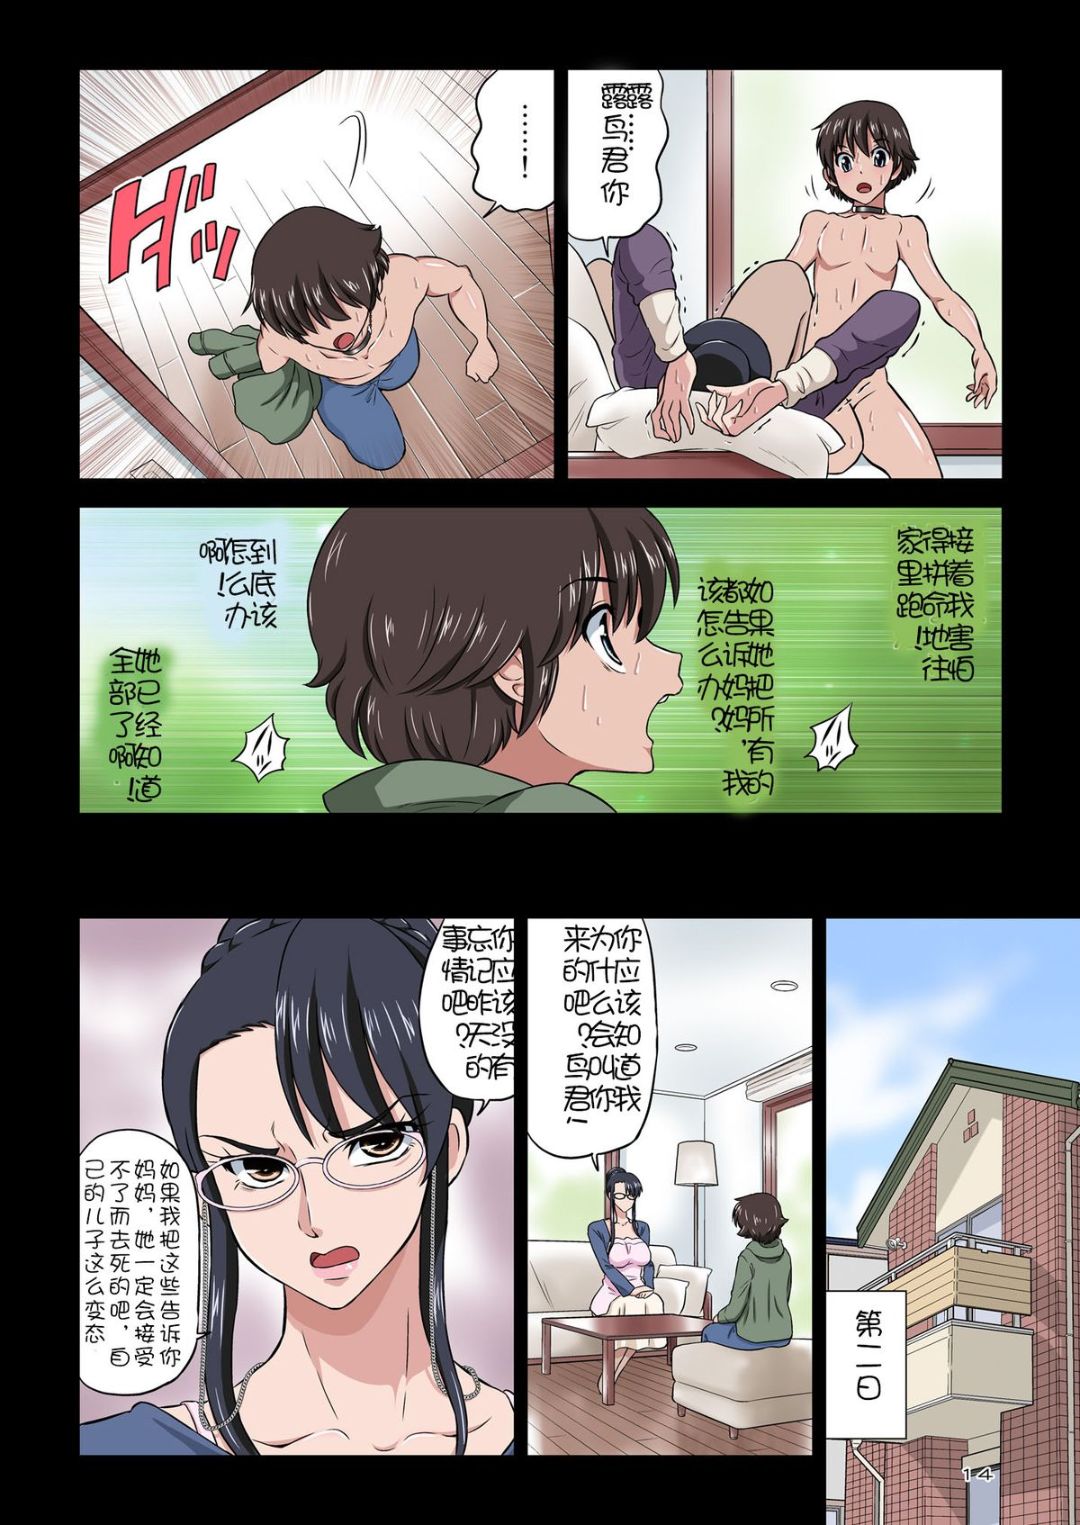 露露……
鸟君你
……！
接着我害怕
得拼命地往
家里跑！
如果她把所有我的
都告诉妈妈，
该怎么办？
到底该
怎么办
啊！
她已经知道
全部了啊！
ダッ
第二日
你应该知道我
为什么会叫你
来的吧？鸟君！
你应该没有
忘记昨天的
事情吧？
如果我把这些告诉你
妈妈，她一定会接受
不了而去死的吧，自
己的儿子这么变态
14